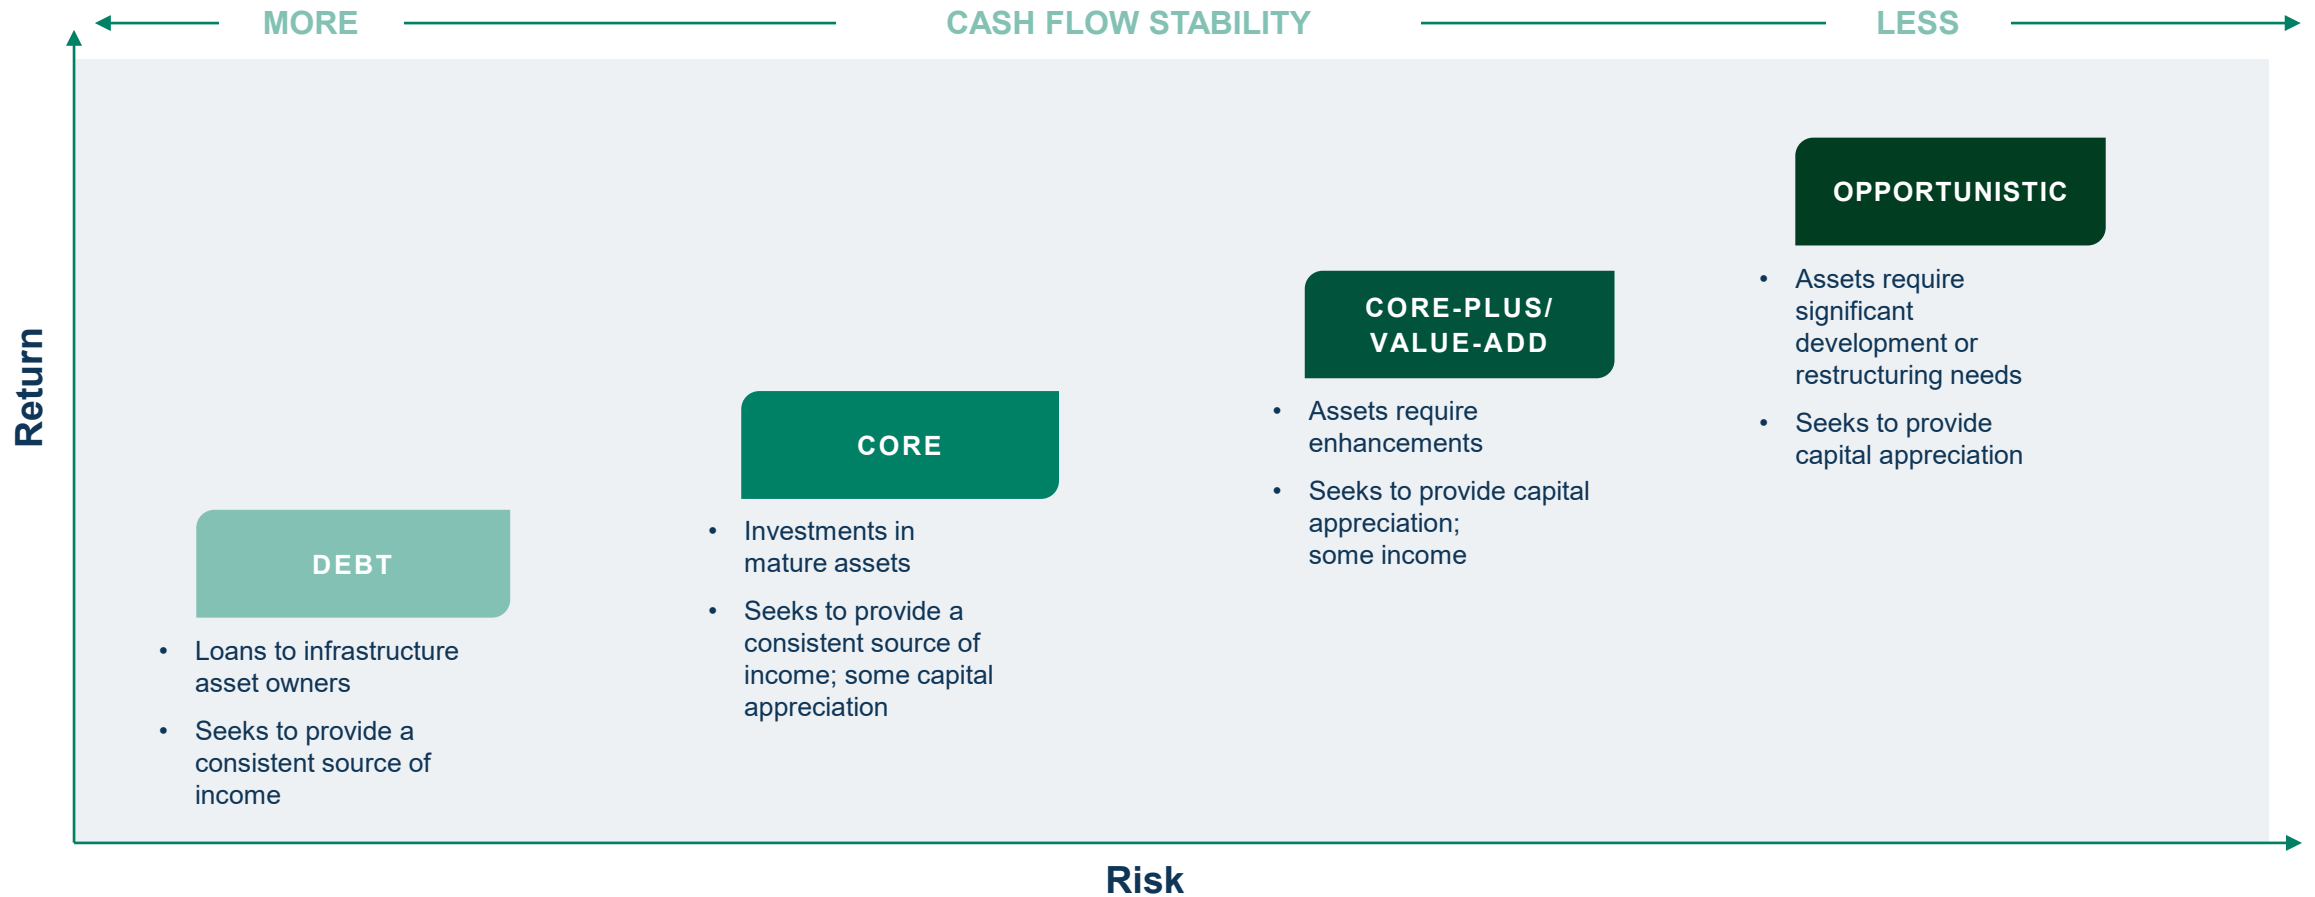 MORE
CASH FLOW STABILITY
LESS
Return
DEBT
• Loans to infrastructure
asset owners
• Seeks to provide a
consistent source of
income
CORE
• Investments in
mature assets
• Seeks to provide a
consistent source of
income; some capital
appreciation
CORE-PLUS/
VALUE-ADD
• Assets require
enhancements
• Seeks to provide capital
appreciation;
some income
OPPORTUNISTIC
• Assets require
significant
development or
restructuring needs
• Seeks to provide
capital appreciation
Risk